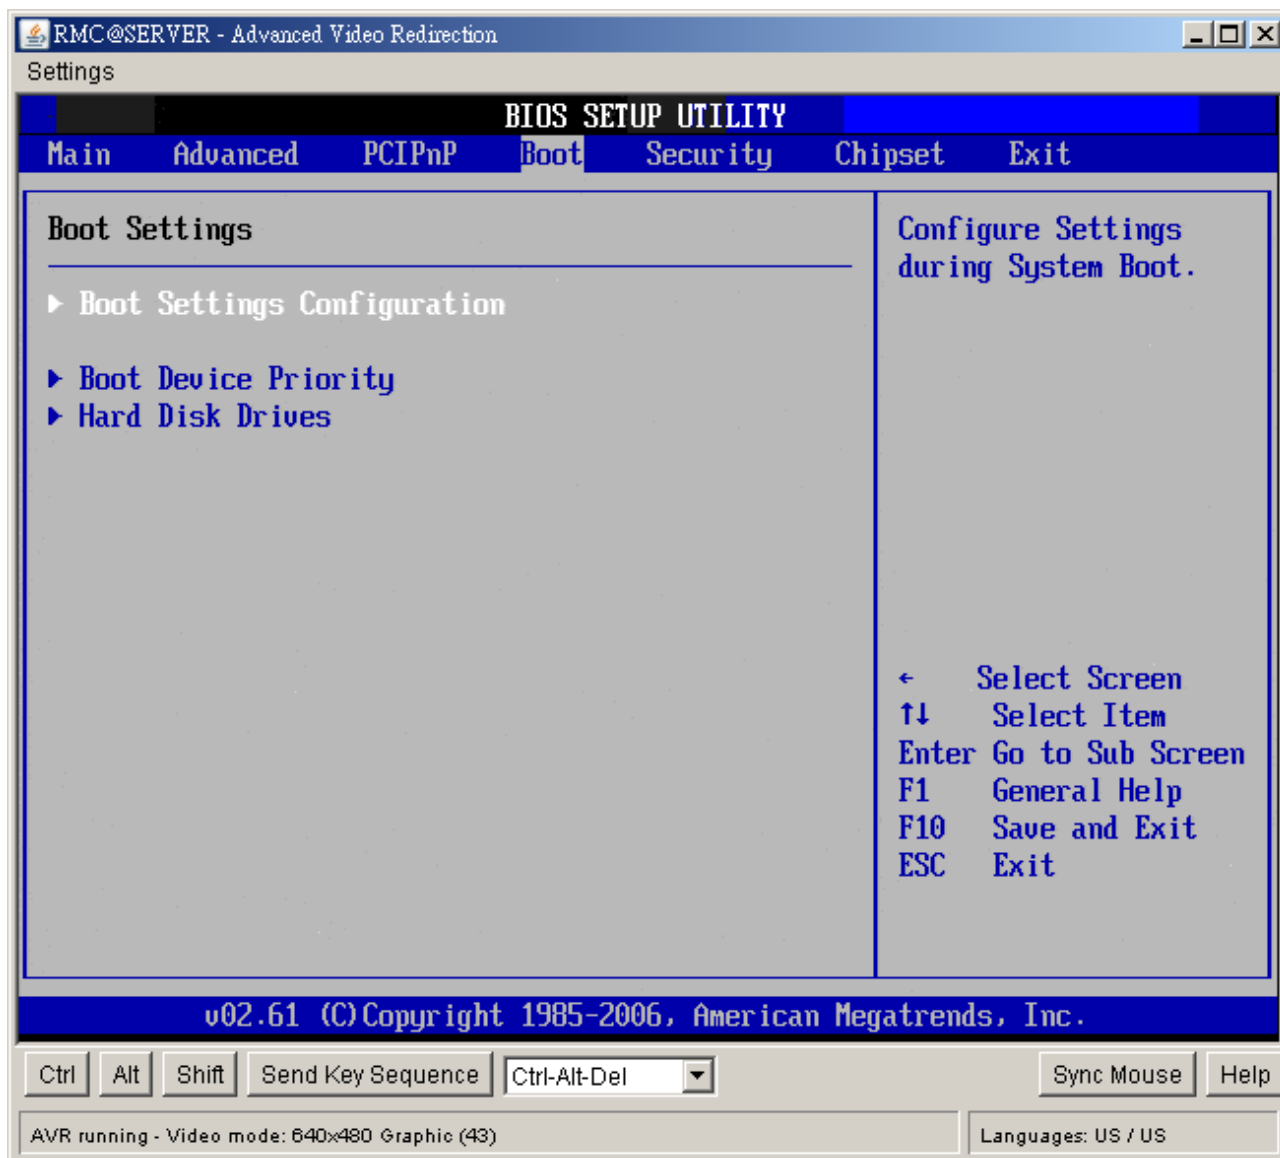 RMC@SERVER - Advanced Video Redirection
Settings
BIOS SETUP UTILITY
Main Advanced PCIPnP Boot Security Chipset Exit
Boot Settings
▶ Boot Settings Configuration
▶ Boot Device Priority
▶ Hard Disk Drives
Configure Settings
during System Boot.
← Select Screen
↑↓ Select Item
Enter Go to Sub Screen
F1 General Help
F10 Save and Exit
ESC Exit
v02.61 (C)Copyright 1985-2006, American Megatrends, Inc.
Ctrl Alt Shift Send Key Sequence Ctrl-Alt-Del Sync Mouse Help
AVR running - Video mode: 640x480 Graphic (43) Languages: US / US